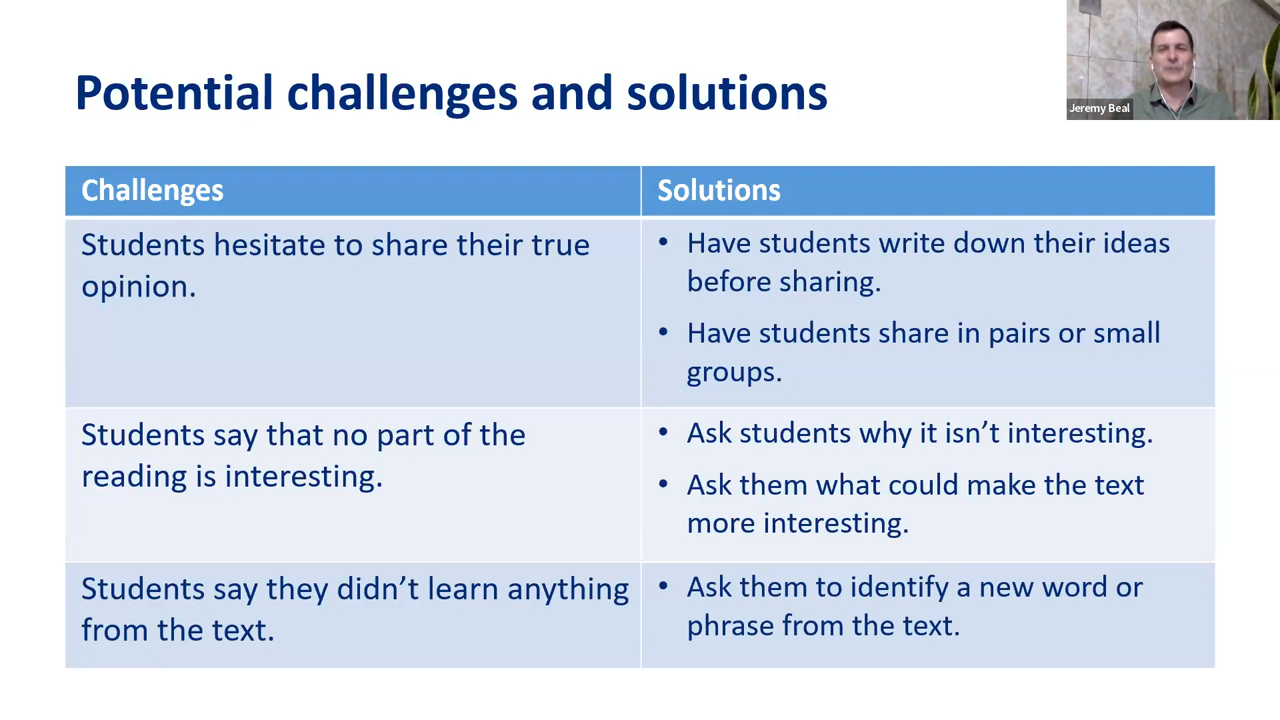 Potential challenges and solutions
Jeremy Beal
Challenges
Solutions
Students hesitate to share their true
opinion.
• Have students write down their ideas
before sharing.
• Have students share in pairs or small
groups.
Students say that no part of the
reading is interesting.
• Ask students why it isn’t interesting.
• Ask them what could make the text
more interesting.
Students say they didn’t learn anything
from the text.
• Ask them to identify a new word or
phrase from the text.